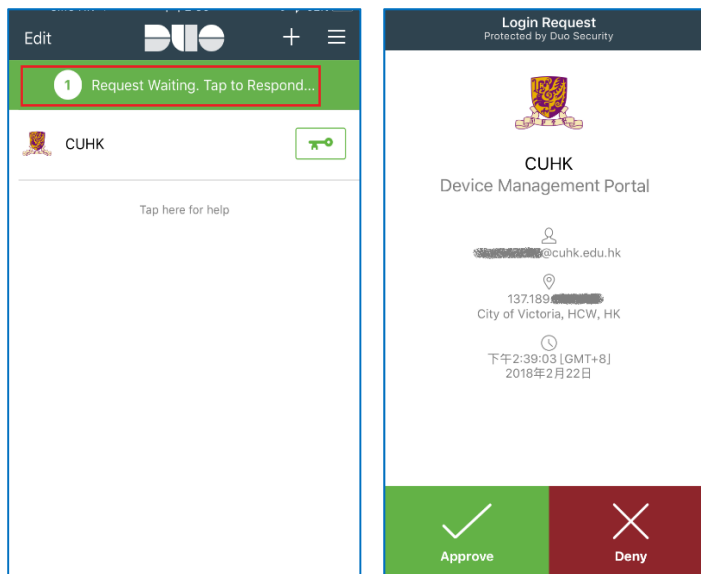 Edit
DUO
1
Request Waiting. Tap to Respond...
CUHK
Tap here for help
Login Request
Protected by Duo Security
CUHK
Device Management Portal
@cuhk.edu.hk
137.189.
City of Victoria, HCW, HK
下午2:39:03 [GMT+8]
2018年2月22日
Approve
Deny